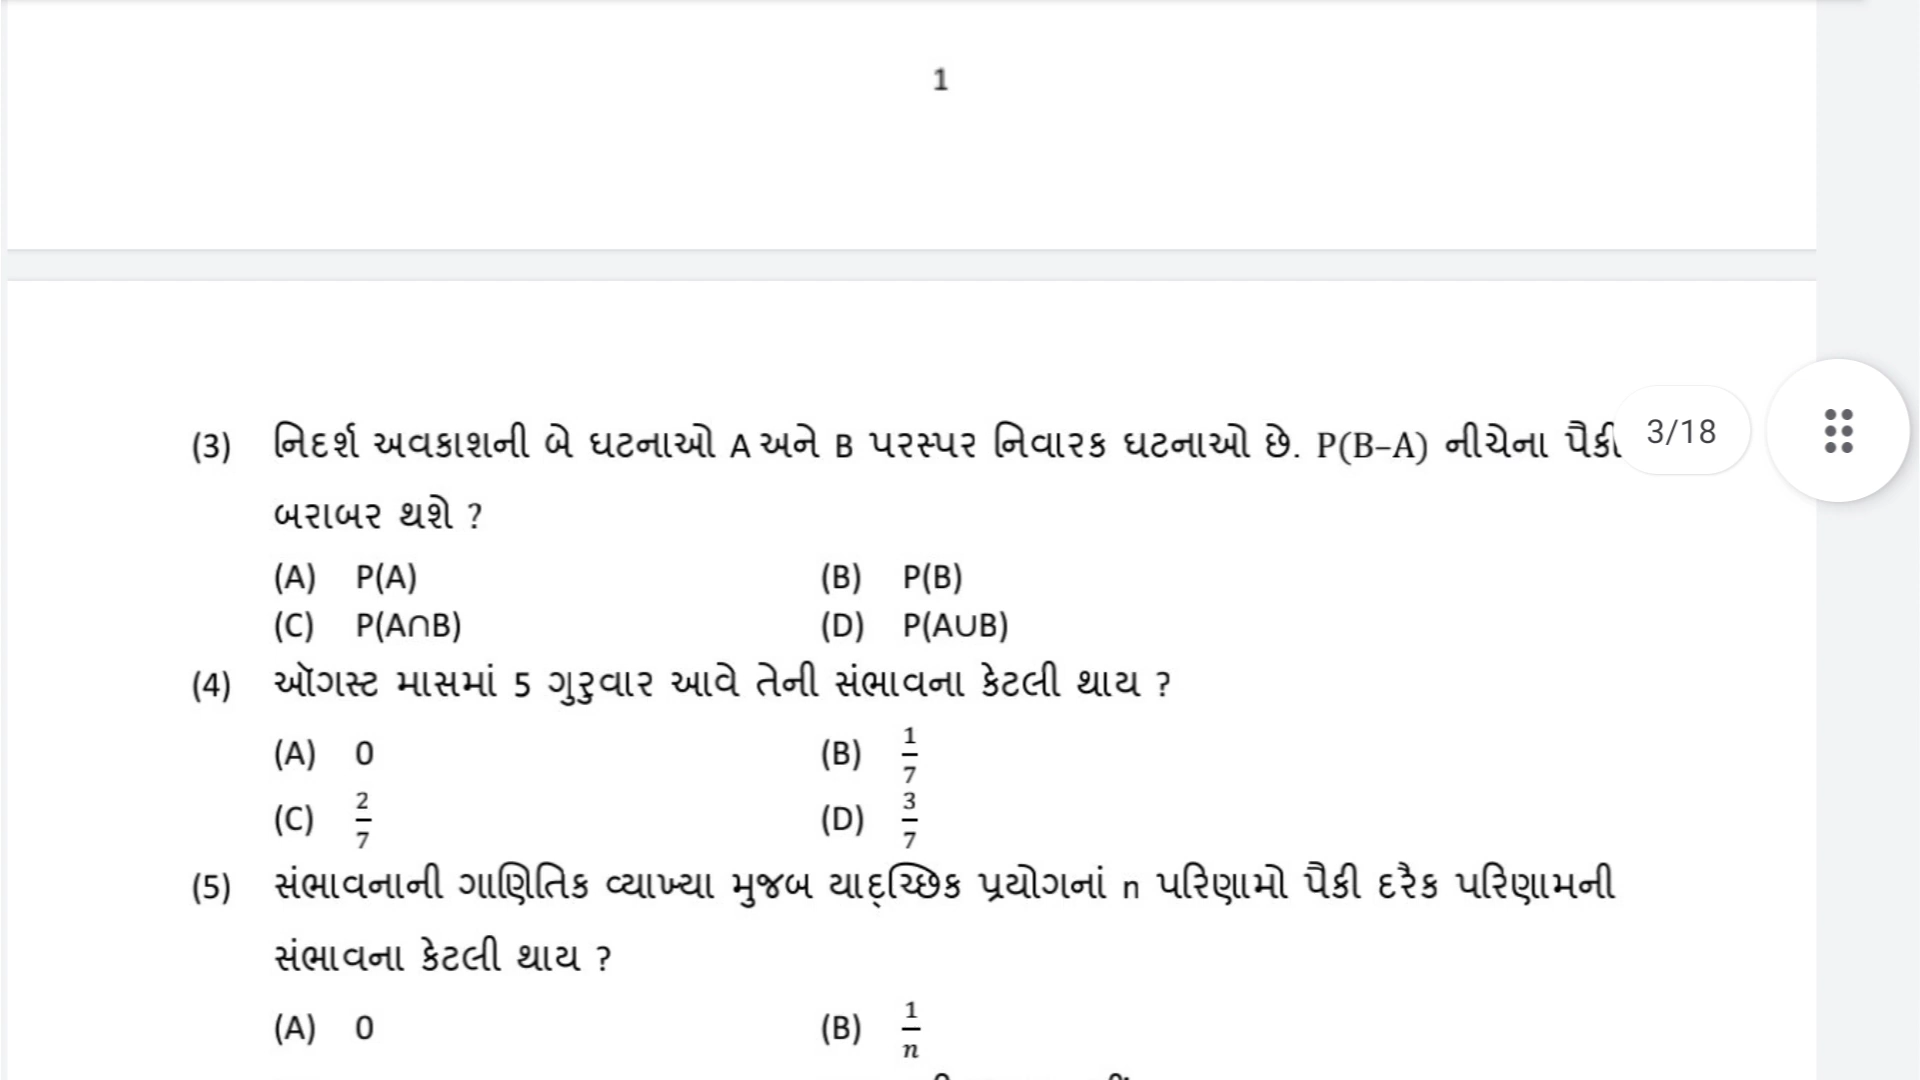 1
(3) નિદર્શ અવકાશની બે ઘટનાઓ A અને B પરસ્પર નિવારક ઘટનાઓ છે. P(B–A) નીચેના પૈકી
3/18
બરાબર થશે ?
(A) P(A) (B) P(B)
(C) P(A∩B) (D) P(A∪B)
(4) ઑગસ્ટ માસમાં 5 ગુરુવાર આવે તેની સંભાવના કેટલી થાય ?
(A) 0 (B) 1/7
(C) 2/7 (D) 3/7
(5) સંભાવનાની ગાણિતિક વ્યાખ્યા મુજબ યાદ્ચ્છિક પ્રયોગનાં n પરિણામો પૈકી દરેક પરિણામની
સંભાવના કેટલી થાય ?
(A) 0 (B) 1/n